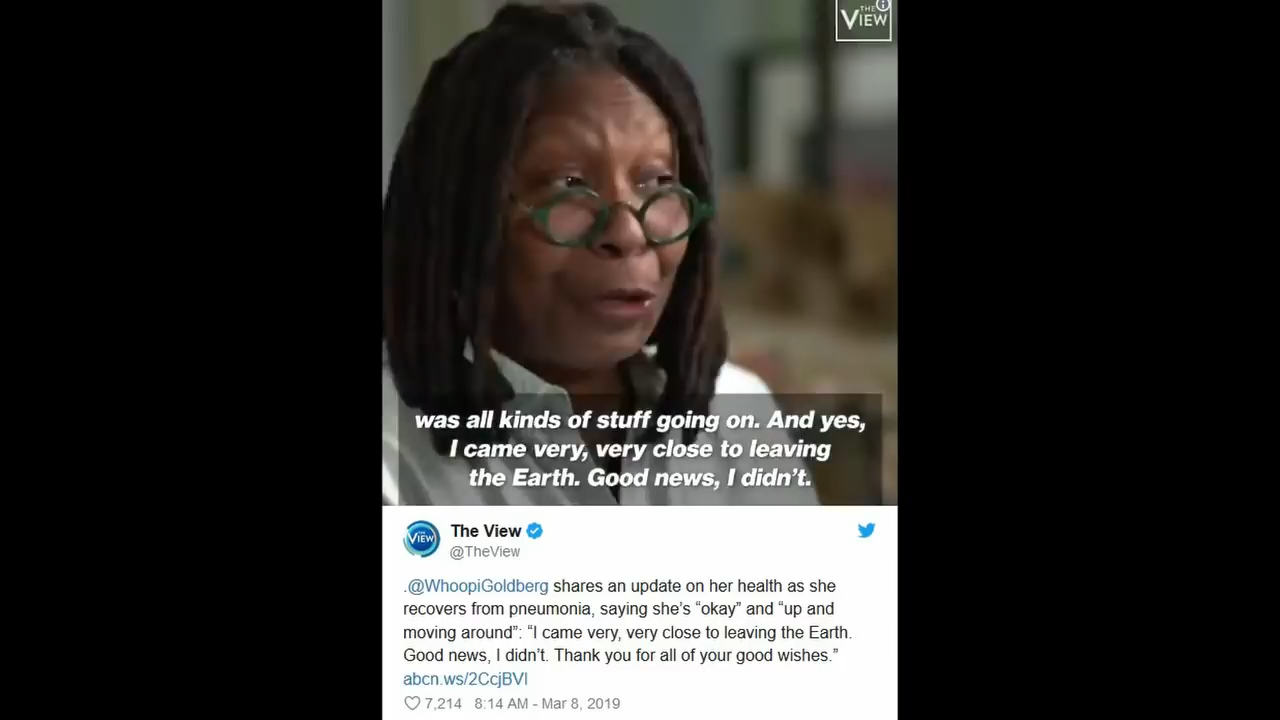 THE
VIEW
was all kinds of stuff going on. And yes,
I came very, very close to leaving
the Earth. Good news, I didn't.
THE
VIEW
The View
@TheView
.@WhoopiGoldberg shares an update on her health as she
recovers from pneumonia, saying she's “okay” and “up and
moving around”: “I came very, very close to leaving the Earth.
Good news, I didn't. Thank you for all of your good wishes.”
abcn.ws/2CcjBVI
7,214 8:14 AM - Mar 8, 2019